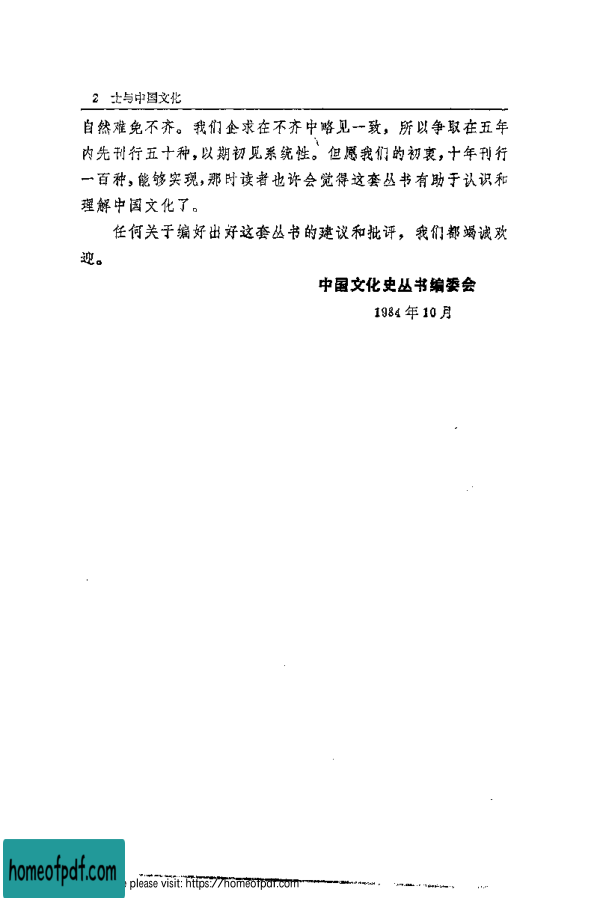 2 士与中国文化
自然难免不齐。我们企求在不齐中略见一致，所以争取在五年
内先刊行五十种，以期初见系统性。但愿我们的初衷，十年刊行
一百种，能够实现，那时读者也许会觉得这套丛书有助于认识和
理解中国文化了。
任何关于编好出好这套丛书的建议和批评，我们都竭诚欢
迎。
中国文化史丛书编委会
1984 年 10 月
homeofpdf.com
e please visit: https://homeofpdf.com